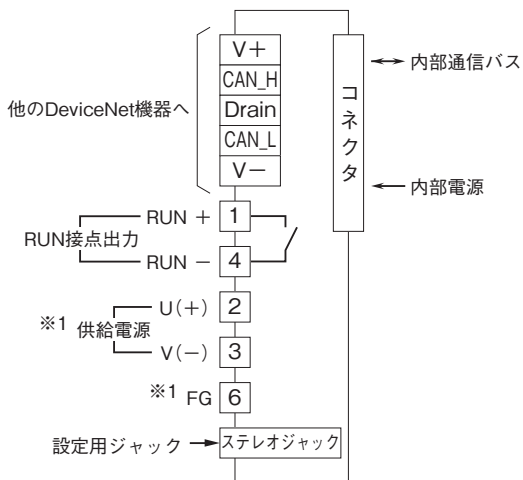 他のDeviceNet機器へ
V+
CAN_H
Drain
CAN_L
V−
コネクタ
内部通信バス
内部電源
RUN +
1
RUN接点出力
RUN −
4
※1 供給電源
U(+)
2
V(−)
3
※1 FG
6
設定用ジャック
ステレオジャック